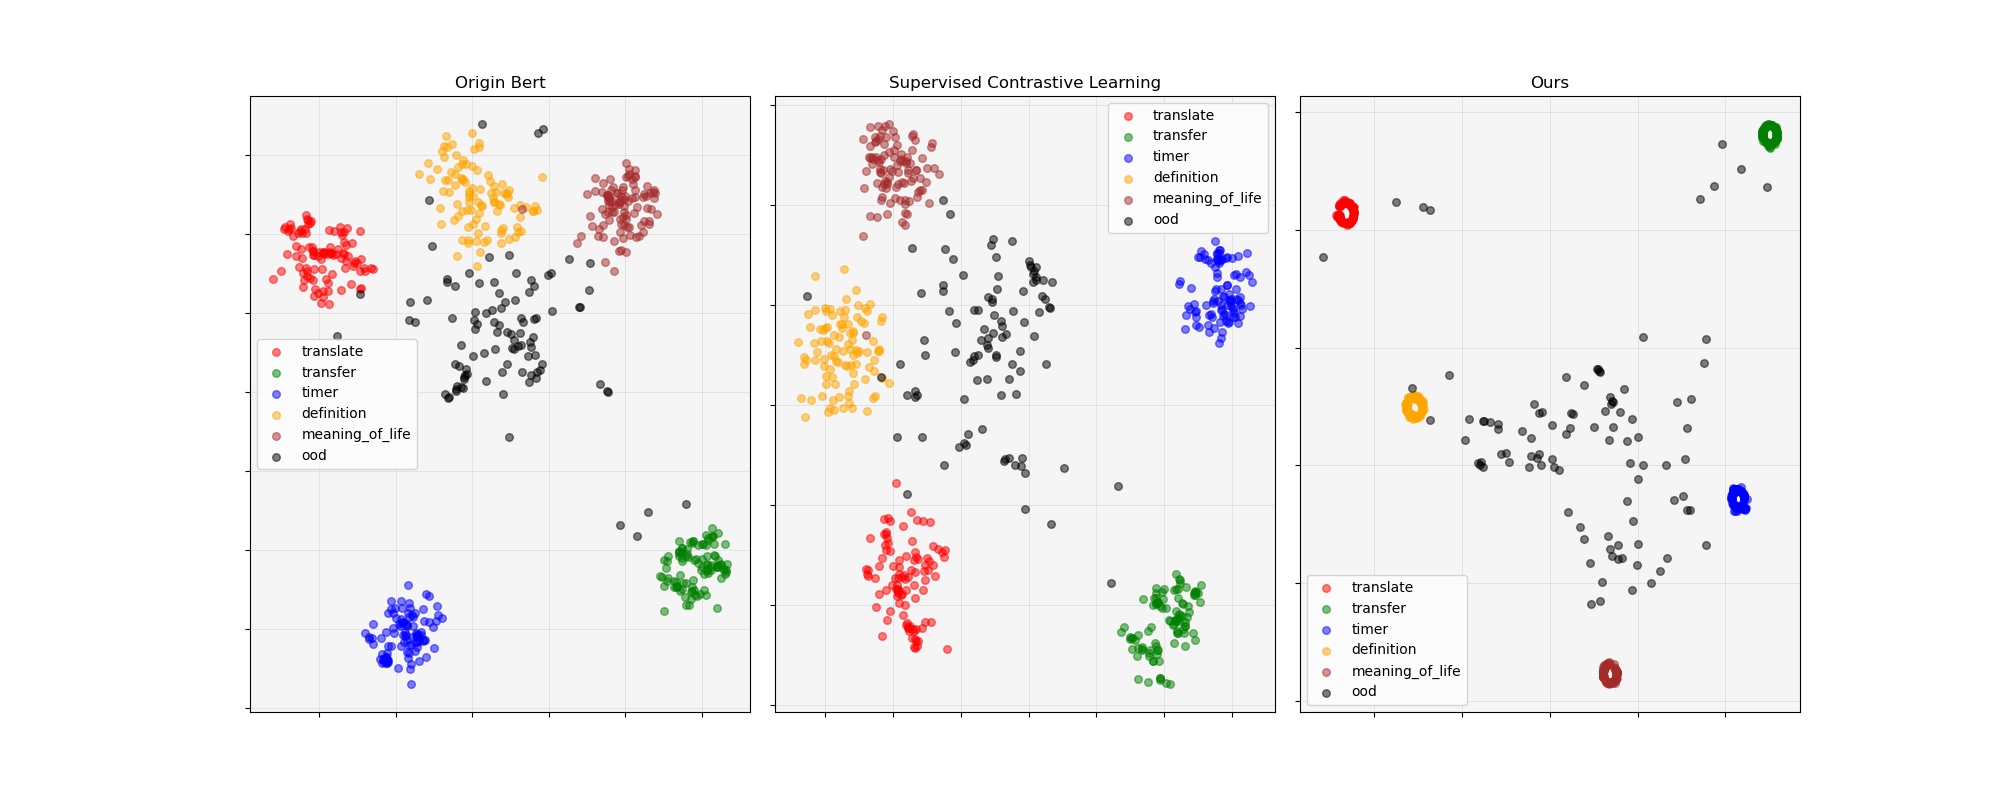 Origin Bert
translate
transfer
timer
definition
meaning_of_life
ood
Supervised Contrastive Learning
translate
transfer
timer
definition
meaning_of_life
ood
Ours
translate
transfer
timer
definition
meaning_of_life
ood